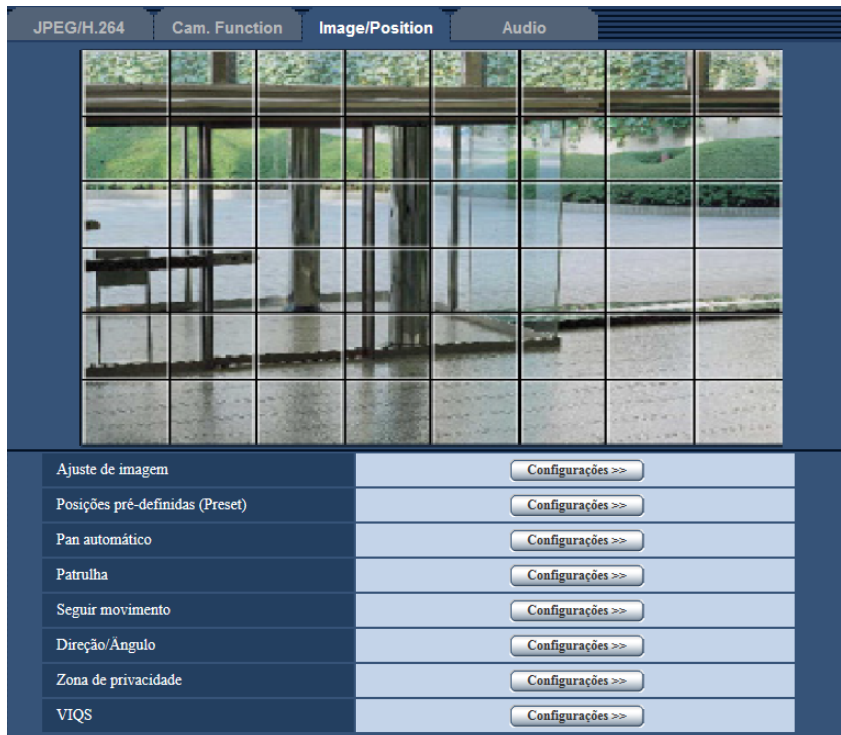 JPEG/H.264 Cam. Function Image/Position Audio
Ajuste de imagem Configurações >>
Posições pré-definidas (Preset) Configurações >>
Pan automático Configurações >>
Patrulha Configurações >>
Seguir movimento Configurações >>
Direção/Ângulo Configurações >>
Zona de privacidade Configurações >>
VIQS Configurações >>